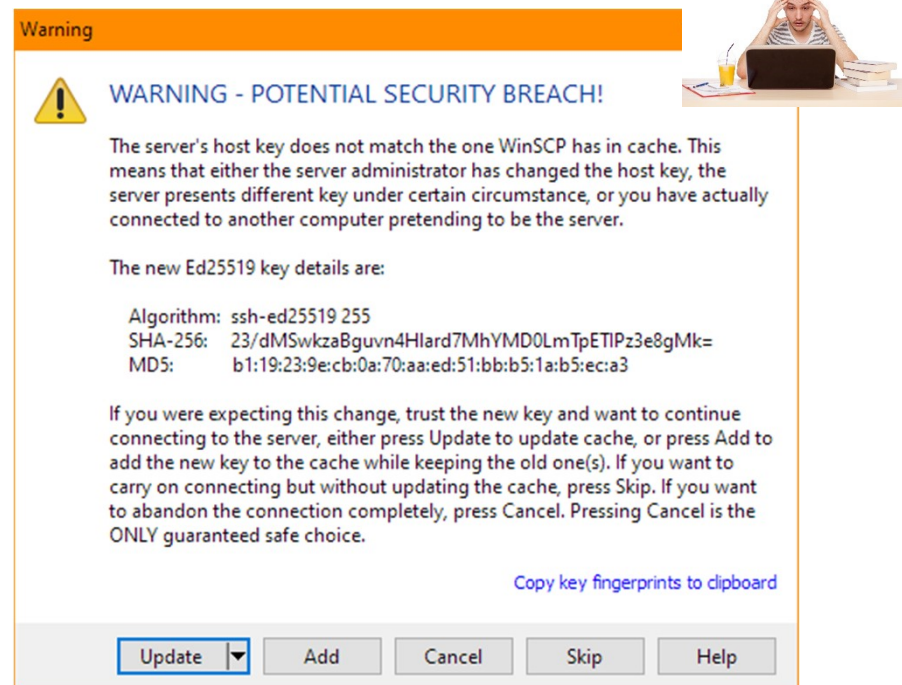 Warning
WARNING - POTENTIAL SECURITY BREACH!
The server's host key does not match the one WinSCP has in cache. This
means that either the server administrator has changed the host key, the
server presents different key under certain circumstance, or you have actually
connected to another computer pretending to be the server.
The new Ed25519 key details are:
Algorithm: ssh-ed25519 255
SHA-256: 23/dMSwkzaBguvn4HIard7MhYMD0LmTpETIPz3e8gMk=
MD5: b1:19:23:9e:cb:0a:70:aa:ed:51:bb:b5:1a:b5:ec:a3
If you were expecting this change, trust the new key and want to continue
connecting to the server, either press Update to update cache, or press Add to
add the new key to the cache while keeping the old one(s). If you want to
carry on connecting but without updating the cache, press Skip. If you want
to abandon the connection completely, press Cancel. Pressing Cancel is the
ONLY guaranteed safe choice.
Copy key fingerprints to clipboard
Update Add Cancel Skip Help